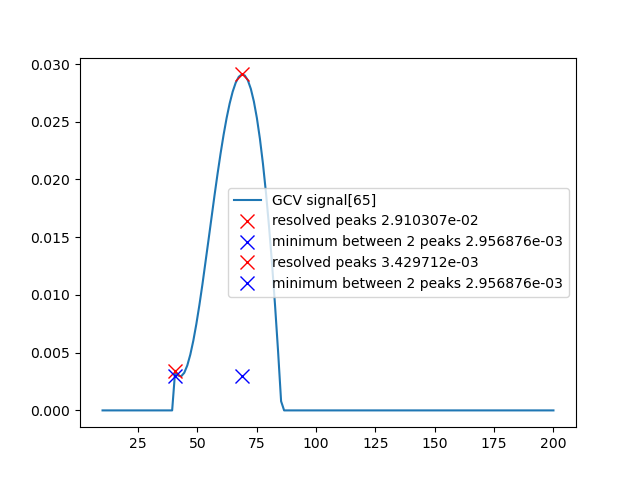 0.030
0.025
0.020
0.015
0.010
0.005
0.000
GCV signal[65]
resolved peaks 2.910307e-02
minimum between 2 peaks 2.956876e-03
resolved peaks 3.429712e-03
minimum between 2 peaks 2.956876e-03
25 50 75 100 125 150 175 200